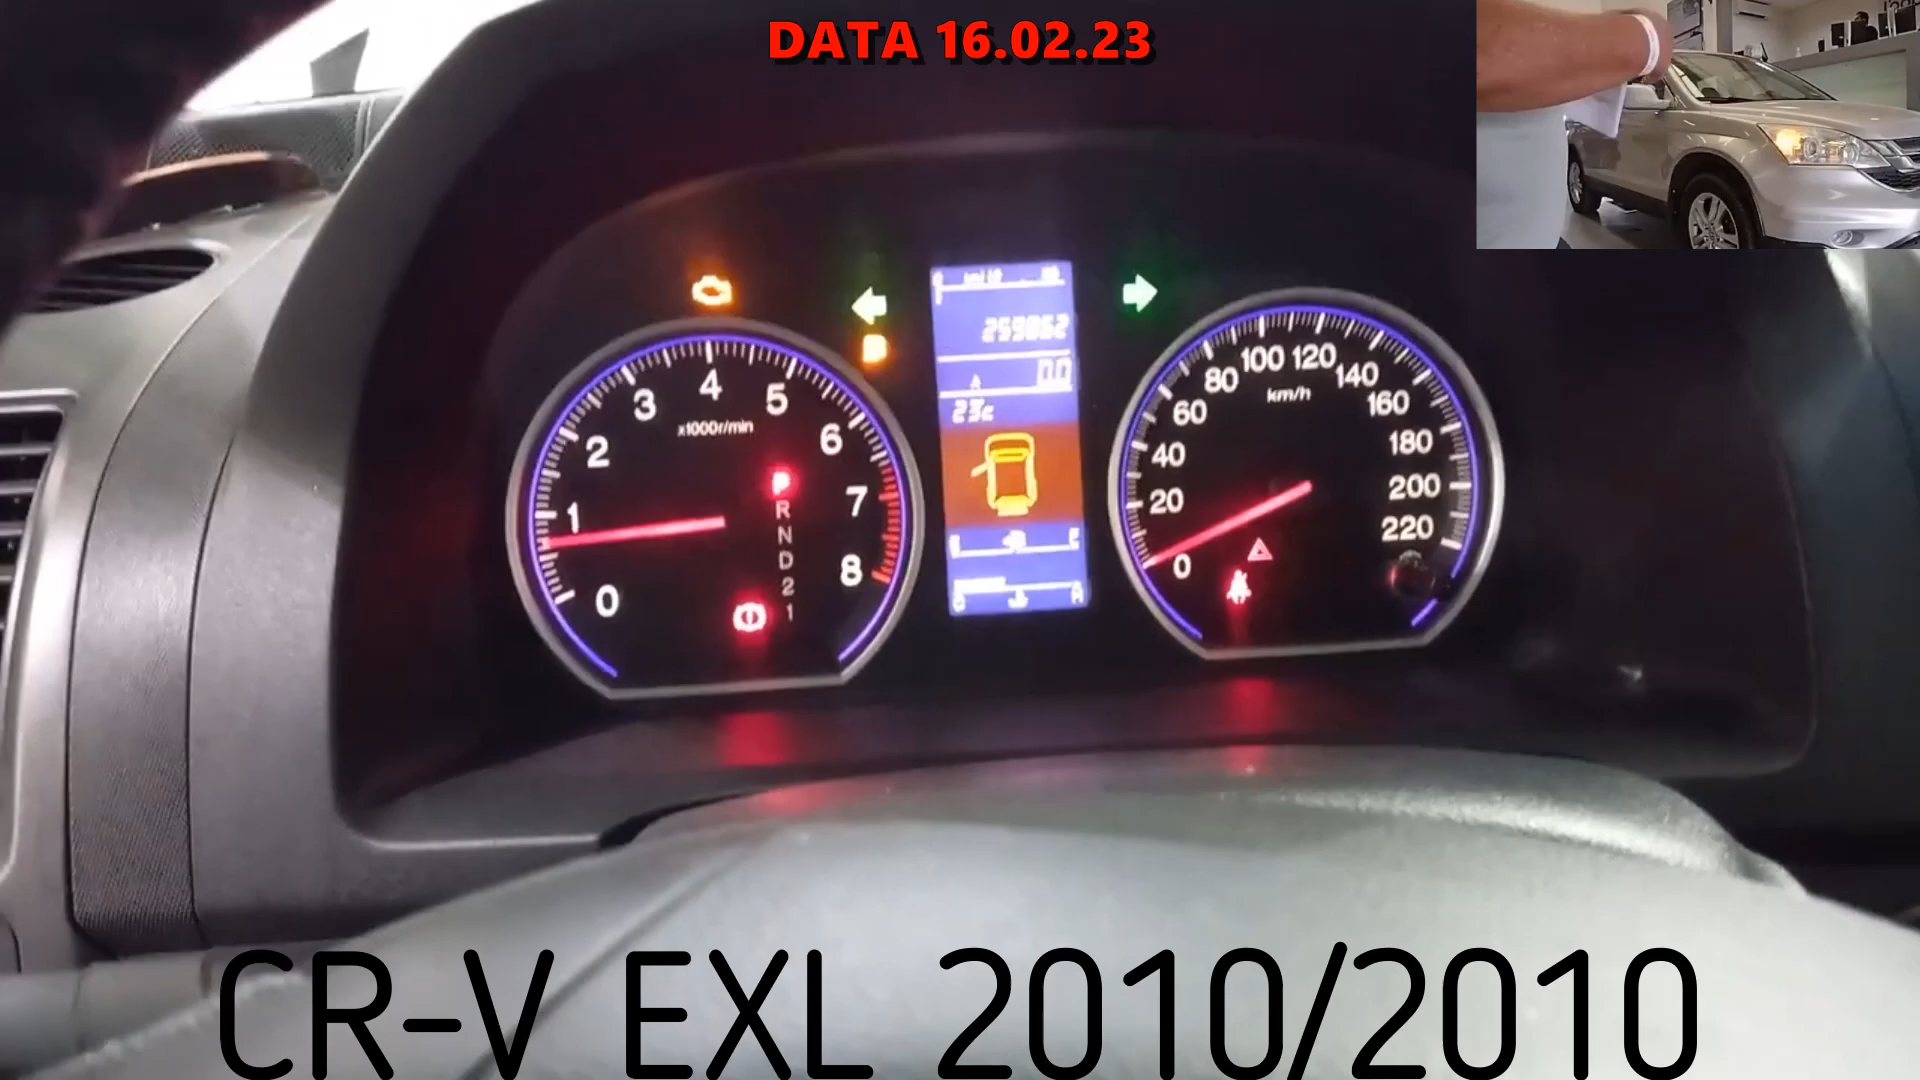 DATA 16.02.23
259862
A 0.0
23c
0 1 2 3 4 5 6 7 8
x1000r/min
P
R
N
D
2
1
0 20 40 60 80 100 120 140 160 180 200 220
km/h
CR-V EXL 2010/2010